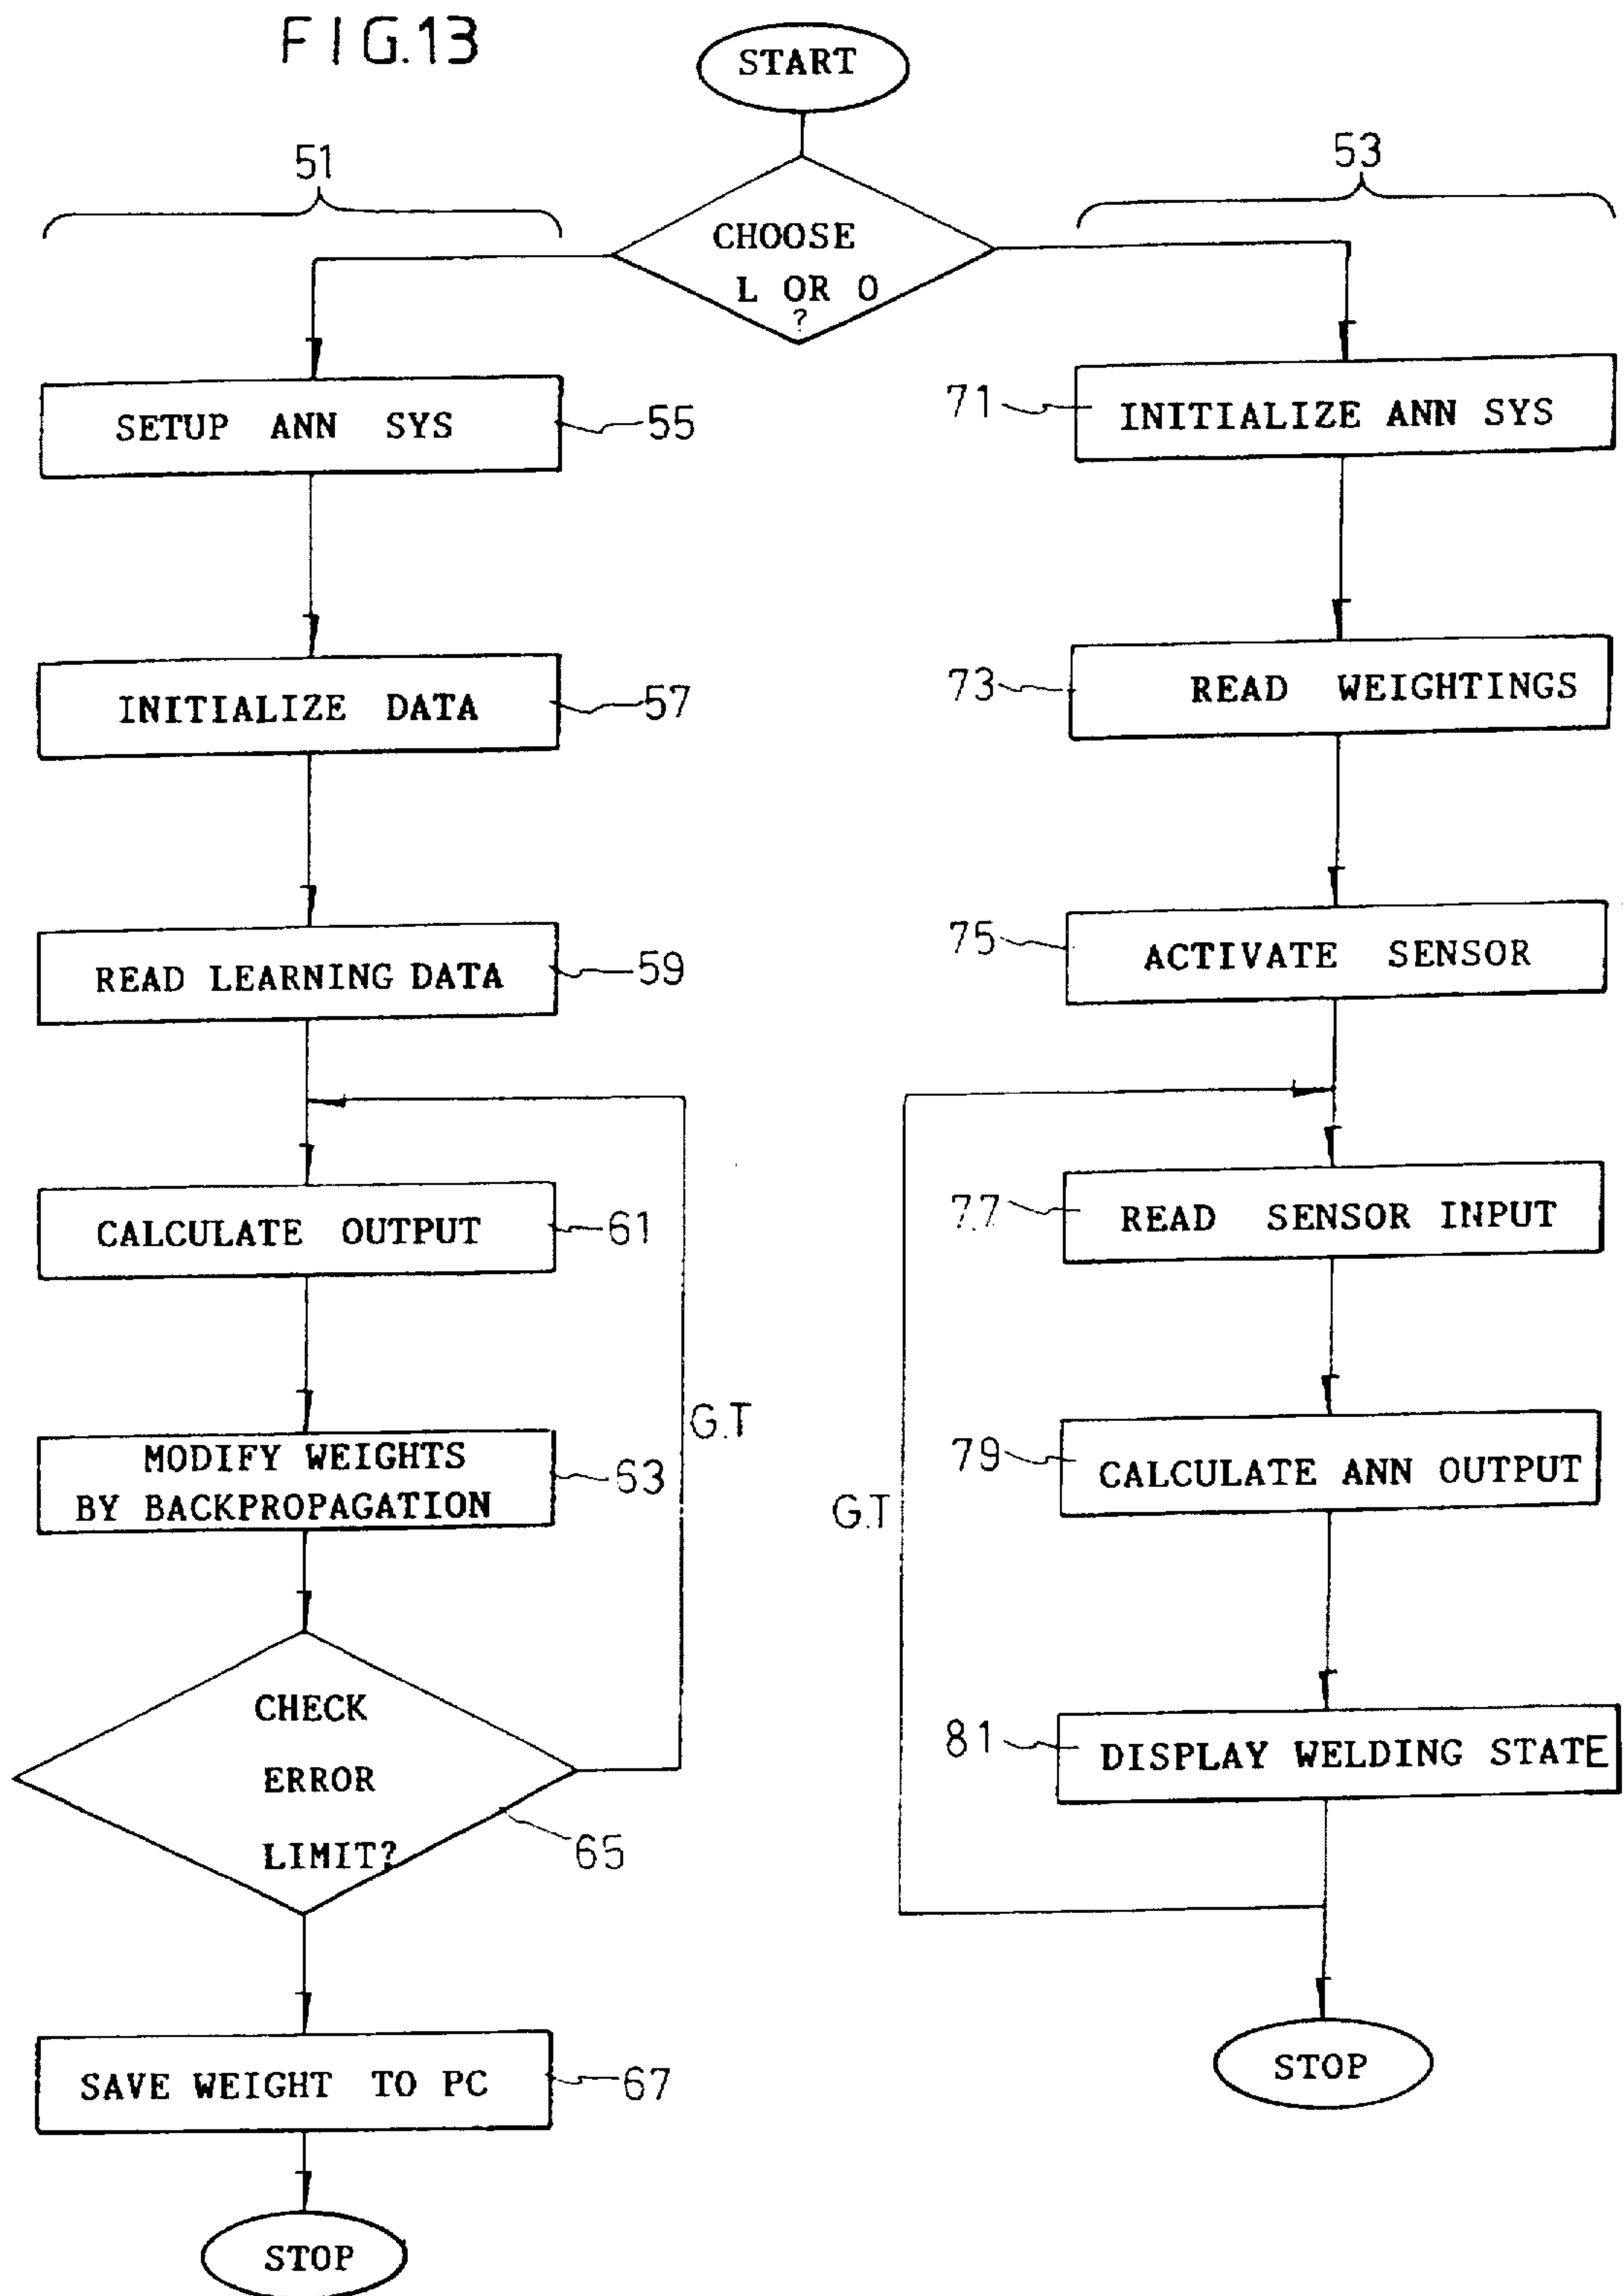 FIG.13
START
51
53
CHOOSE
L OR O
?
SETUP ANN SYS
55
INITIALIZE DATA
57
READ LEARNING DATA
59
CALCULATE OUTPUT
61
MODIFY WEIGHTS
BY BACKPROPAGATION
63
G.T
CHECK
ERROR
LIMIT?
65
SAVE WEIGHT TO PC
67
STOP
71
INITIALIZE ANN SYS
73
READ WEIGHTINGS
75
ACTIVATE SENSOR
77
READ SENSOR INPUT
79
CALCULATE ANN OUTPUT
G.T
81
DISPLAY WELDING STATE
STOP